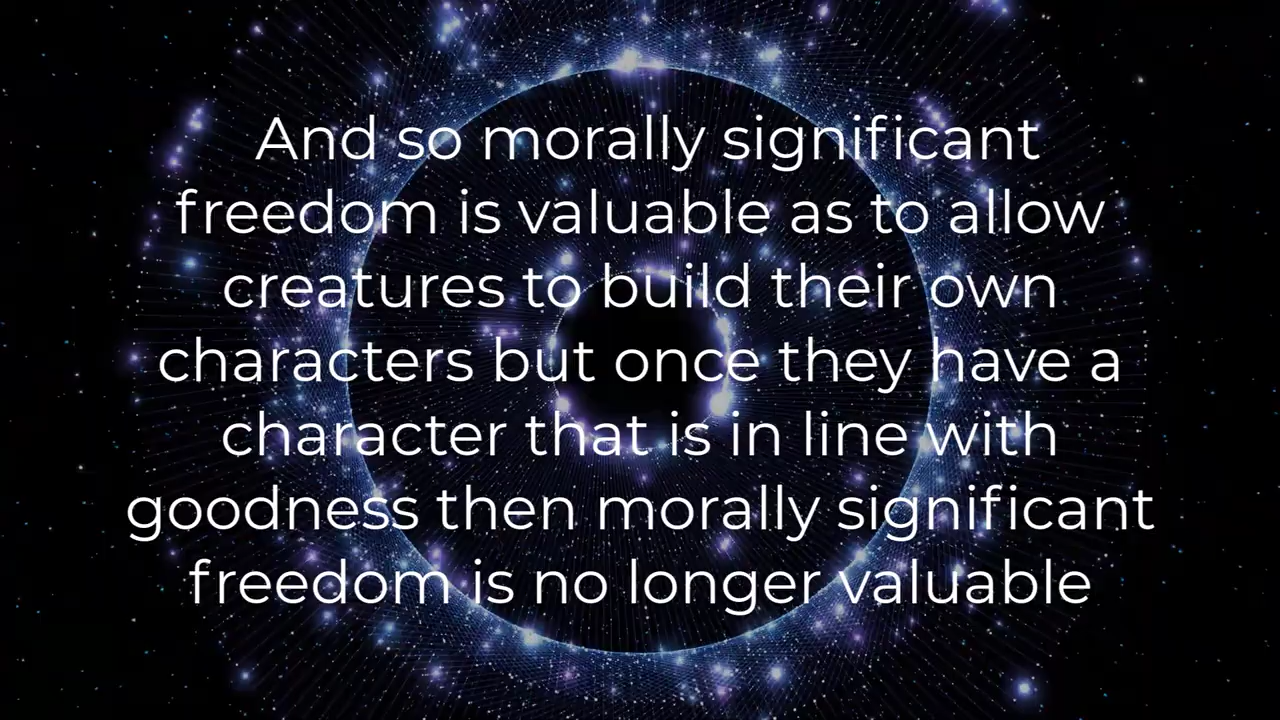 And so morally significant
freedom is valuable as to allow
creatures to build their own
characters but once they have a
character that is in line with
goodness then morally significant
freedom is no longer valuable